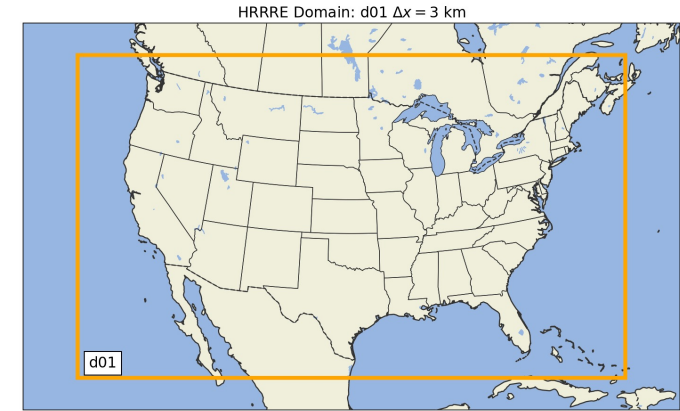 HRRRE Domain: d01 Δx = 3 km
d01